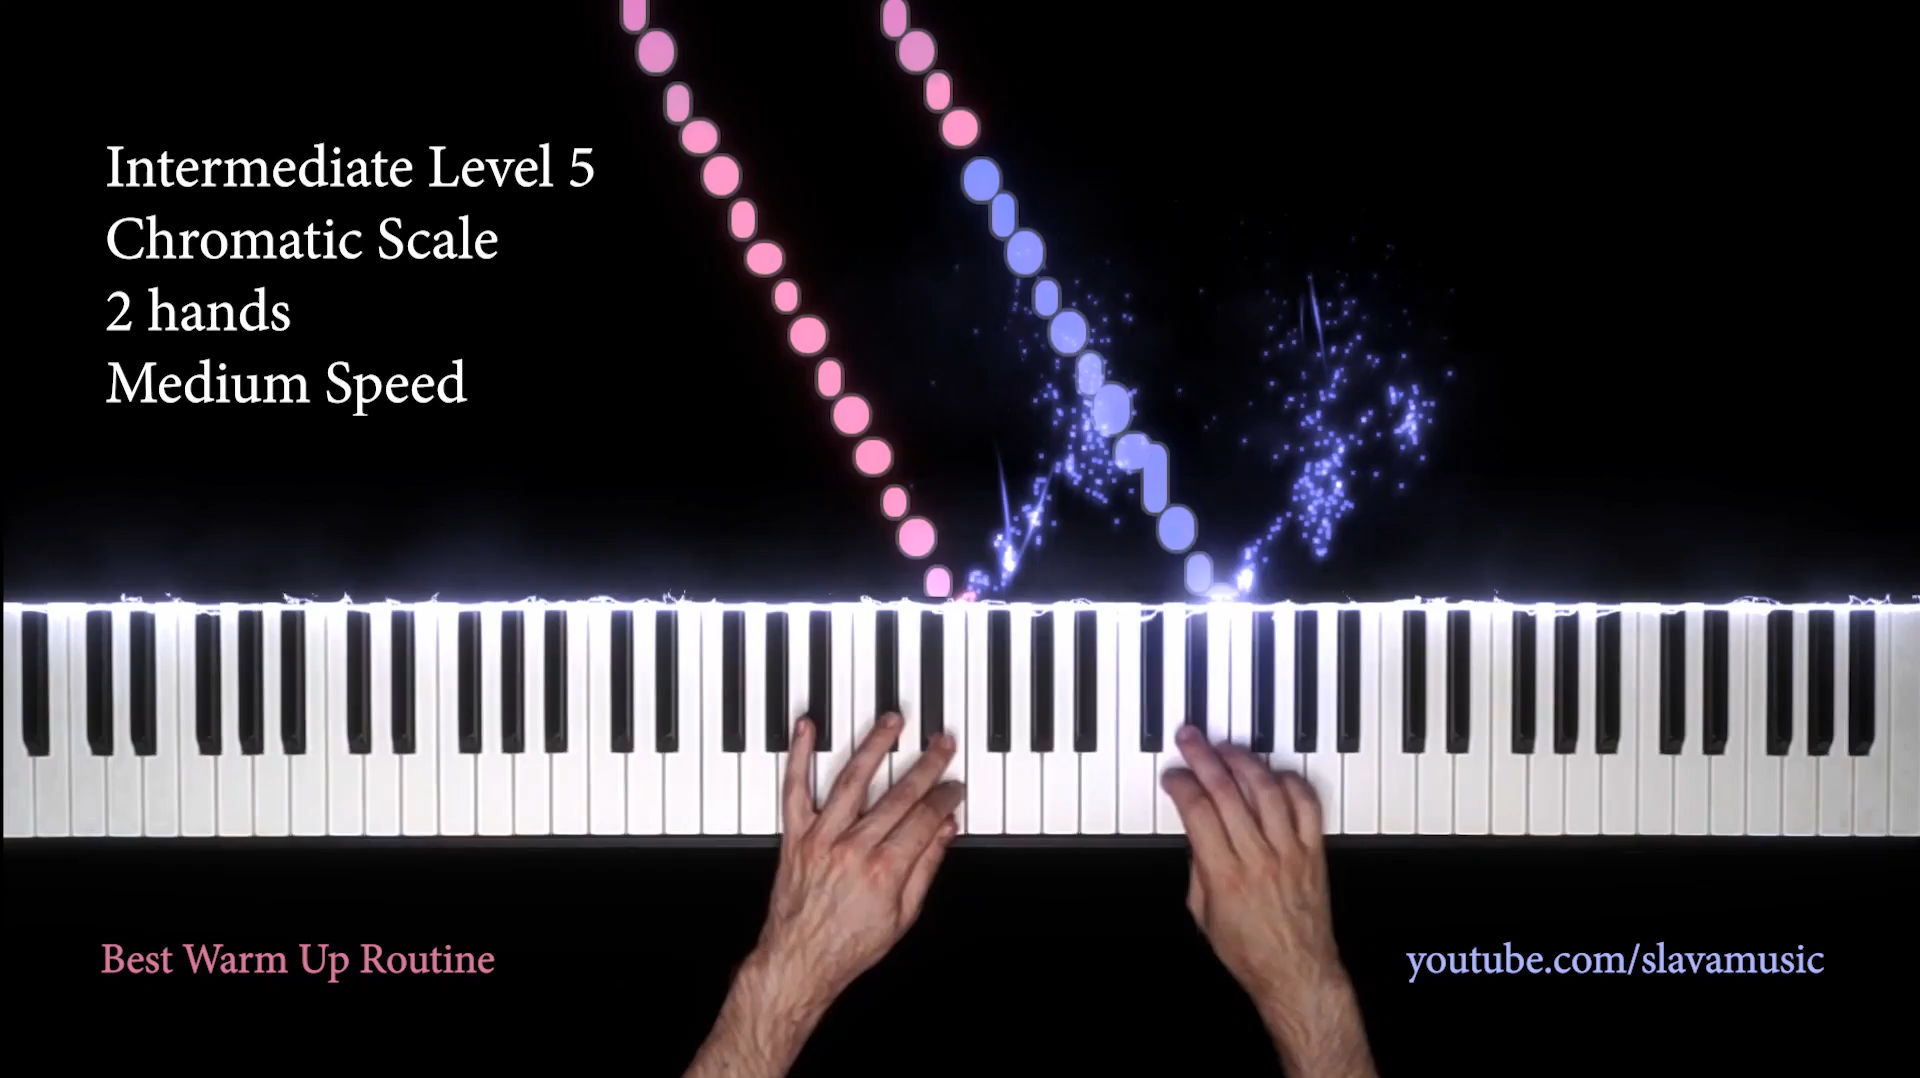 Intermediate Level 5
Chromatic Scale
2 hands
Medium Speed
Best Warm Up Routine
youtube.com/slavamusic